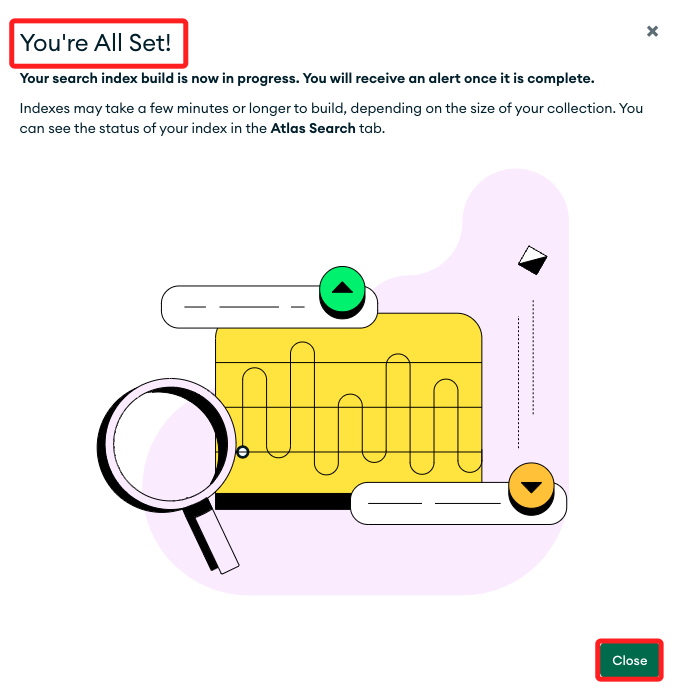 You're All Set!
Your search index build is now in progress. You will receive an alert once it is complete.
Indexes may take a few minutes or longer to build, depending on the size of your collection. You
can see the status of your index in the Atlas Search tab.
Close